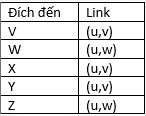 Đích đến Link
V (u,v)
W (u,w)
X (u,v)
Y (u,v)
Z (u,w)